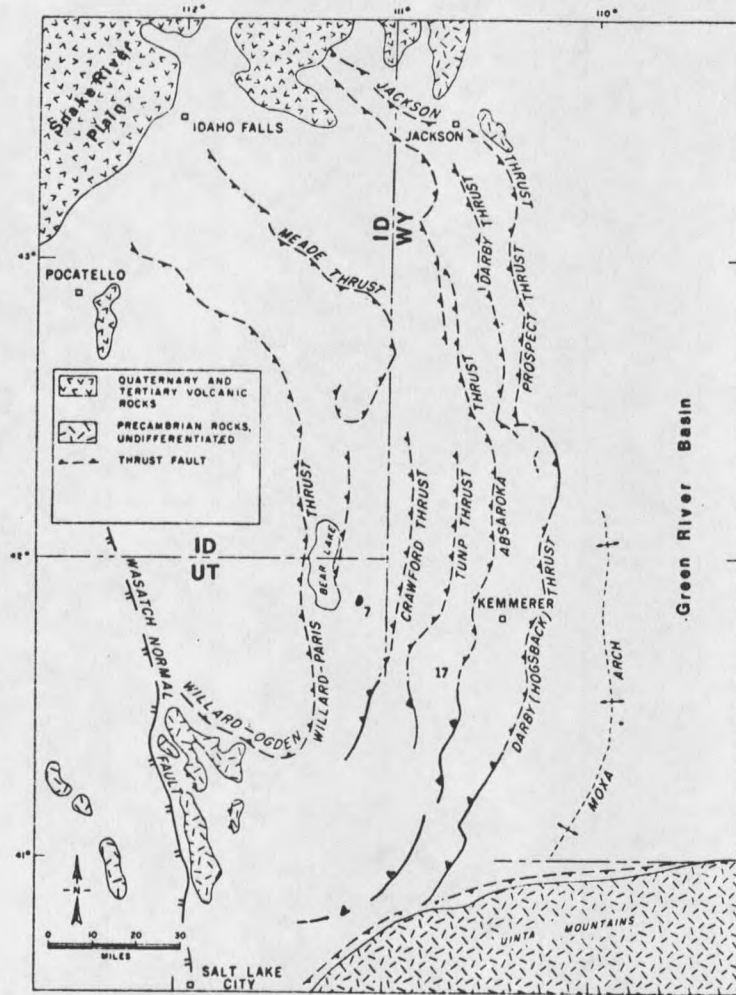 112°
111°
110°
Snake River
Plain
IDAHO FALLS
JACKSON
JACKSON
THRUST
ID
WY
MEADE THRUST
DARBY THRUST
PROSPECT THRUST
43°
POCATELLO
THRUST
QUATERNARY AND
TERTIARY VOLCANIC
ROCKS
PRECAMBRIAN ROCKS,
UNDIFFERENTIATED
THRUST FAULT
Green River Basin
THRUST
CRAWFORD THRUST
TUNP THRUST
ABSAROKA
42°
ID
UT
BEAR LAKE
7
KEMMERER
DARBY (HOGSBACK) THRUST
WASATCH NORMAL
FAULT
WILLARD-OGDEN
WILLARD-PARIS
17
MOXA
ARCH
41°
N
0 10 20 30
MILES
UINTA MOUNTAINS
SALT LAKE
CITY